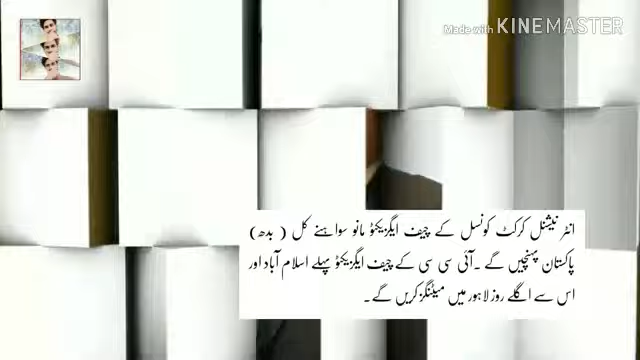 Made with KINEMASTER
انٹرنیشنل کرکٹ کونسل کے چیف ایگزیکٹو مانو سواہنے کل ( بدھ )
پاکستان پہنچیں گے ۔آئی سی سی کے چیف ایگزیکٹو پہلے اسلام آباد اور
اس سے اگلے روز لاہور میں میٹنگز کریں گے۔